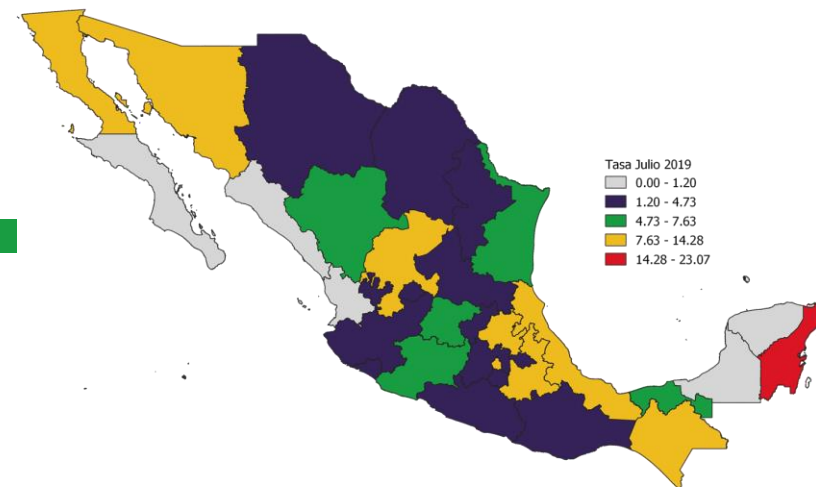 Tasa Julio 2019
0.00 - 1.20
1.20 - 4.73
4.73 - 7.63
7.63 - 14.28
14.28 - 23.07